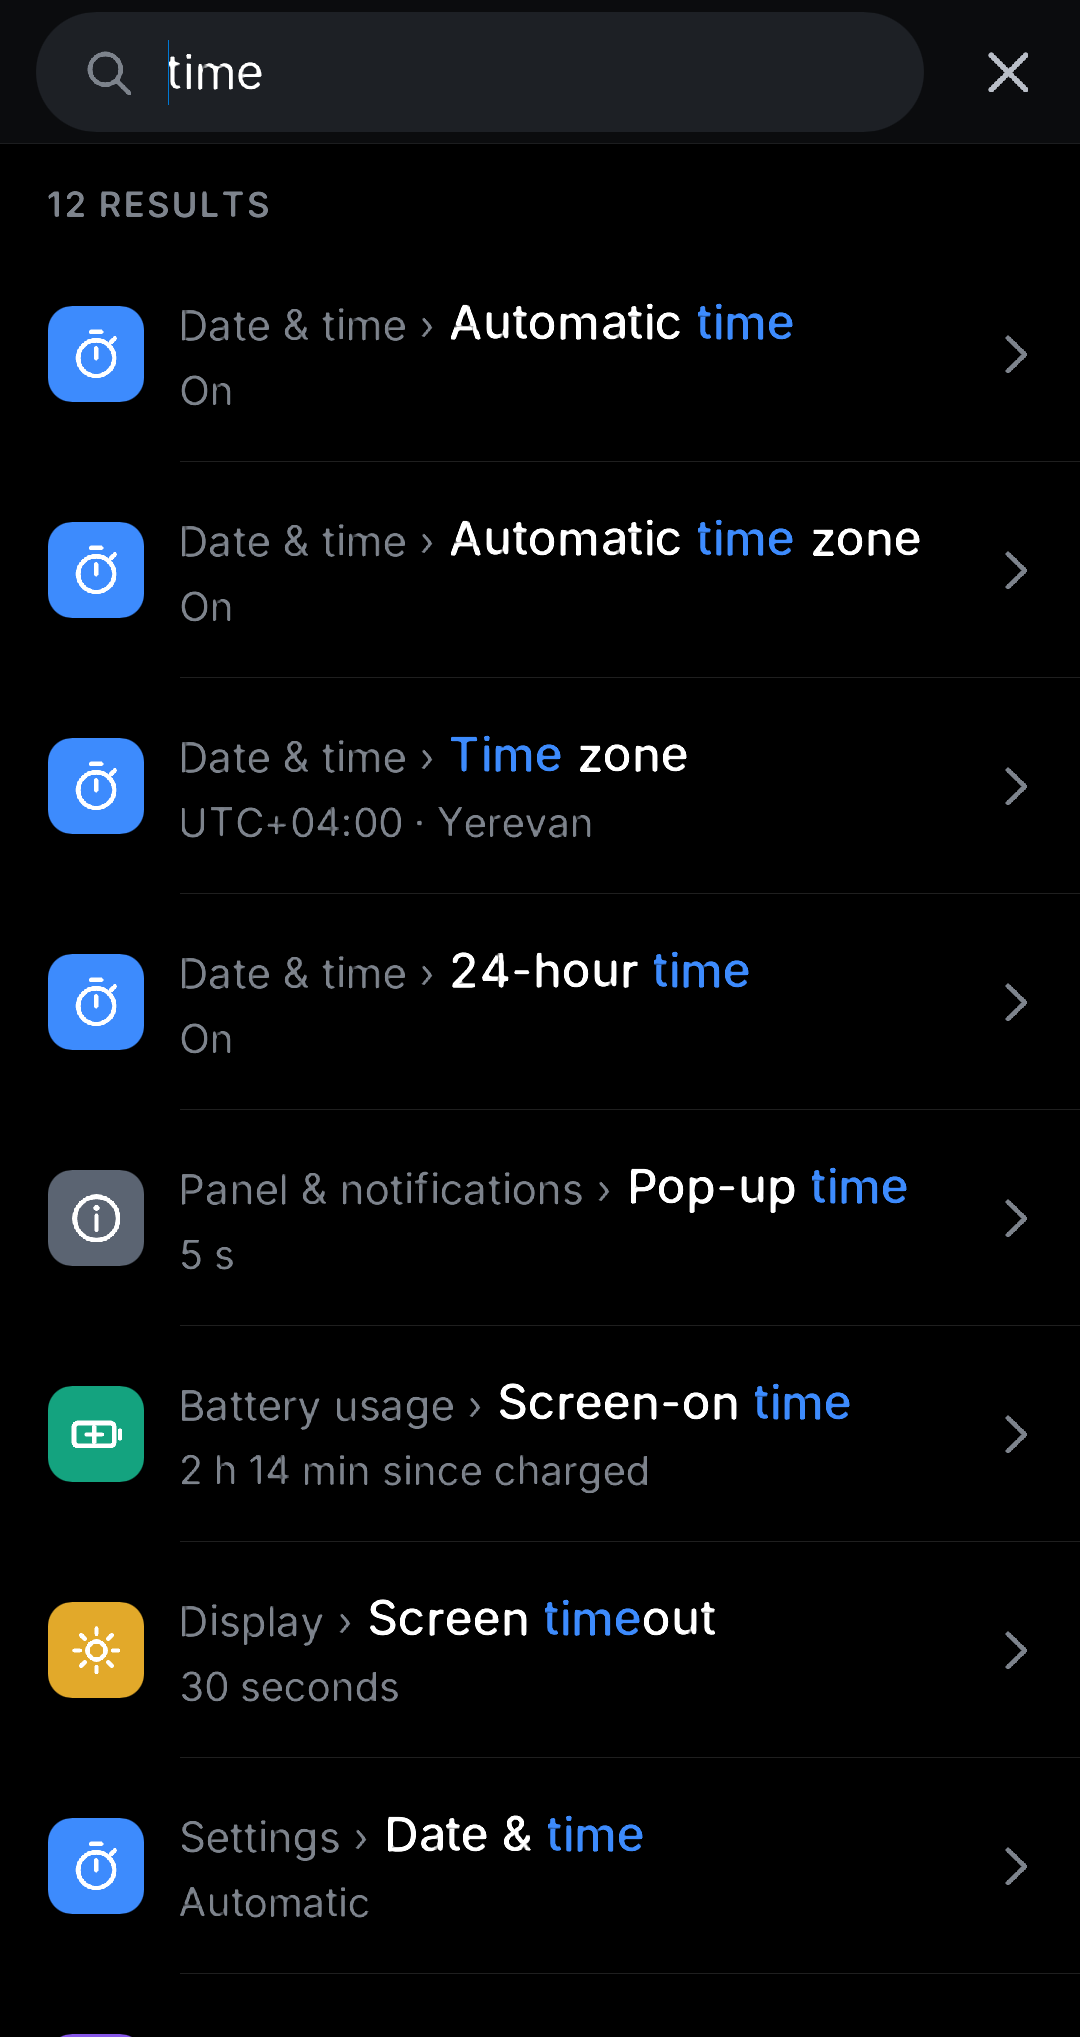 time
12 RESULTS
Date & time › Automatic time
On
Date & time › Automatic time zone
On
Date & time › Time zone
UTC+04:00 · Yerevan
Date & time › 24-hour time
On
Panel & notifications › Pop-up time
5 s
Battery usage › Screen-on time
2 h 14 min since charged
Display › Screen timeout
30 seconds
Settings › Date & time
Automatic